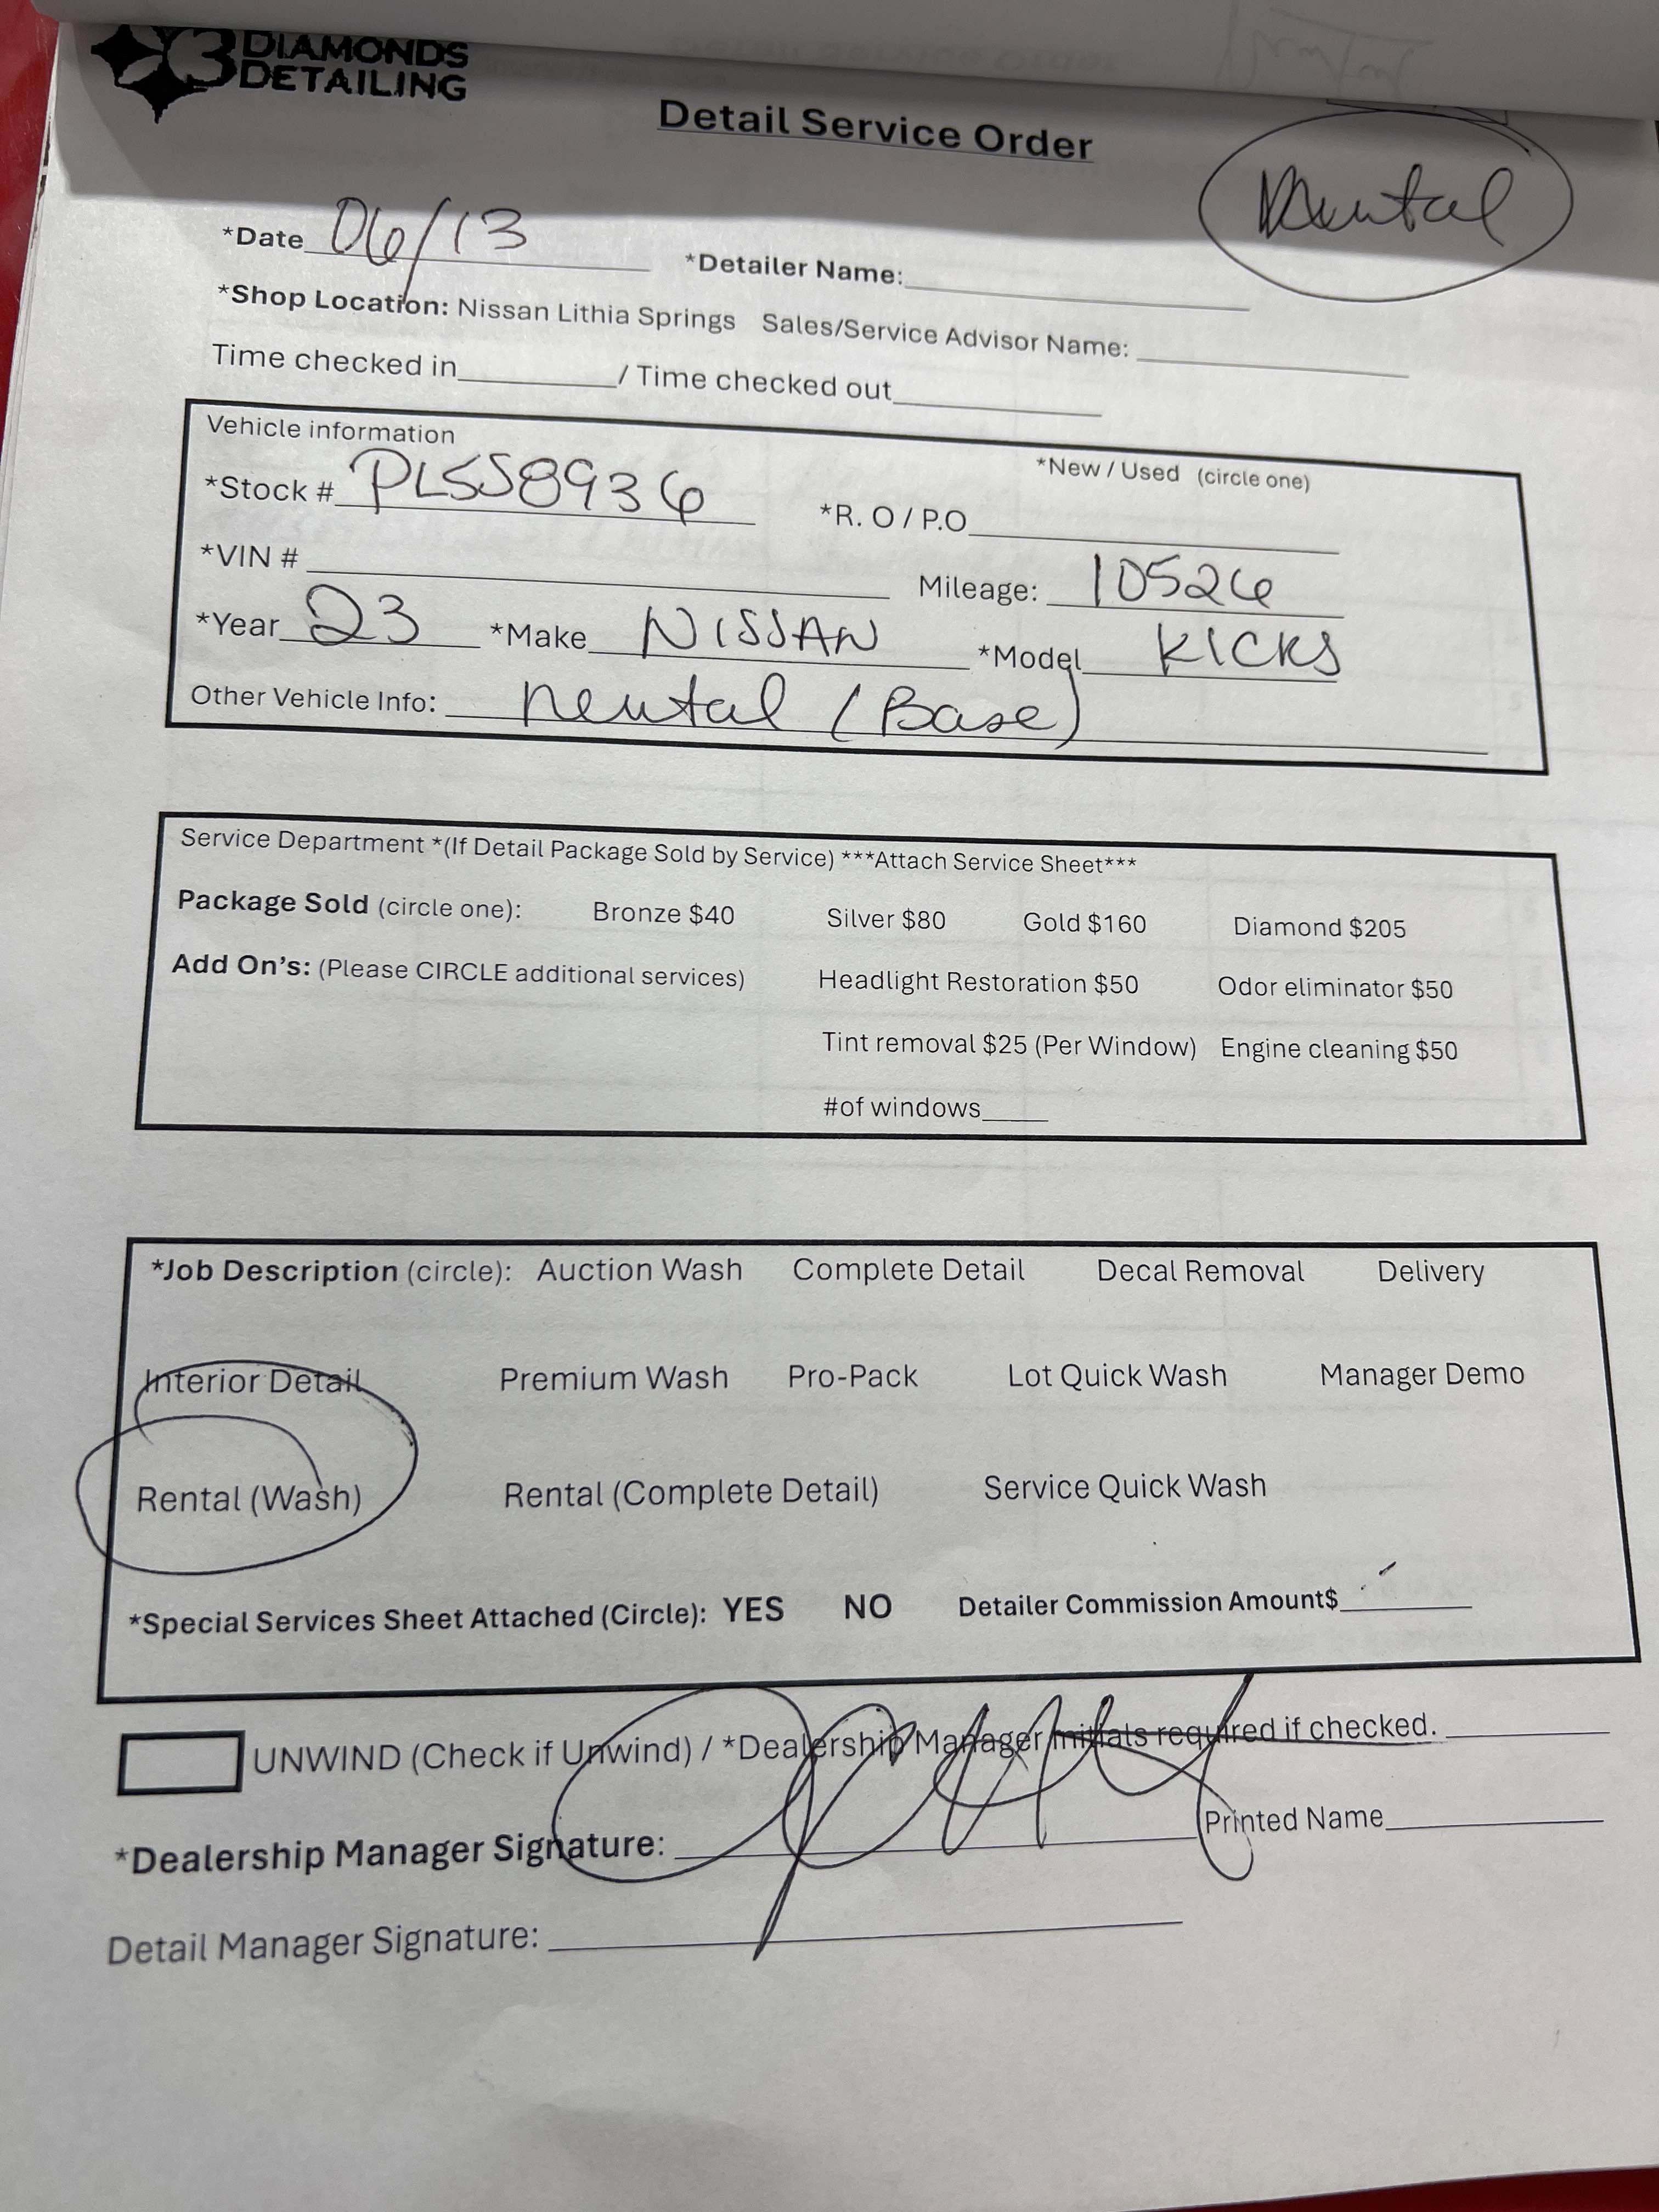 3 DIAMONDS
DETAILING
Detail Service Order
Rental
*Date 06/13 *Detailer Name:
*Shop Location: Nissan Lithia Springs Sales/Service Advisor Name:
Time checked in / Time checked out
Vehicle information
*New / Used (circle one)
*Stock # PL558936 *R. O / P.O
*VIN # Mileage: 10526
*Year 23 *Make NISSAN *Model KICKS
Other Vehicle Info: Rental (Base)
Service Department *(If Detail Package Sold by Service) ***Attach Service Sheet***
Package Sold (circle one): Bronze $40 Silver $80 Gold $160 Diamond $205
Add On's: (Please CIRCLE additional services) Headlight Restoration $50 Odor eliminator $50
Tint removal $25 (Per Window) Engine cleaning $50
#of windows
*Job Description (circle): Auction Wash Complete Detail Decal Removal Delivery
Interior Detail Premium Wash Pro-Pack Lot Quick Wash Manager Demo
Rental (Wash) Rental (Complete Detail) Service Quick Wash
*Special Services Sheet Attached (Circle): YES NO Detailer Commission Amount$
UNWIND (Check if Unwind) / *Dealership Manager initials required if checked.
*Dealership Manager Signature: Printed Name
Detail Manager Signature: